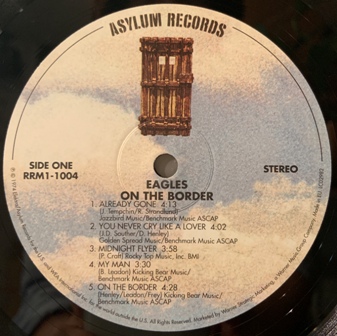 ASYLUM RECORDS
SIDE ONE
RRM1-1004
STEREO
EAGLES
ON THE BORDER
1. ALREADY GONE 4:13
(J. Tempchin/R. Strandlund)
Jazzbird Music/Benchmark Music ASCAP
2. YOU NEVER CRY LIKE A LOVER 4:02
(J.D. Souther/D. Henley)
Golden Spread Music/Benchmark Music ASCAP
3. MIDNIGHT FLYER 3:58
(P. Craft) Rocky Top Music, Inc. BMI
4. MY MAN 3:30
(B. Leadon) Kicking Bear Music/
Benchmark Music ASCAP
5. ON THE BORDER 4:28
(Henley/Leadon/Frey) Kicking Bear Music/
Benchmark Music ASCAP